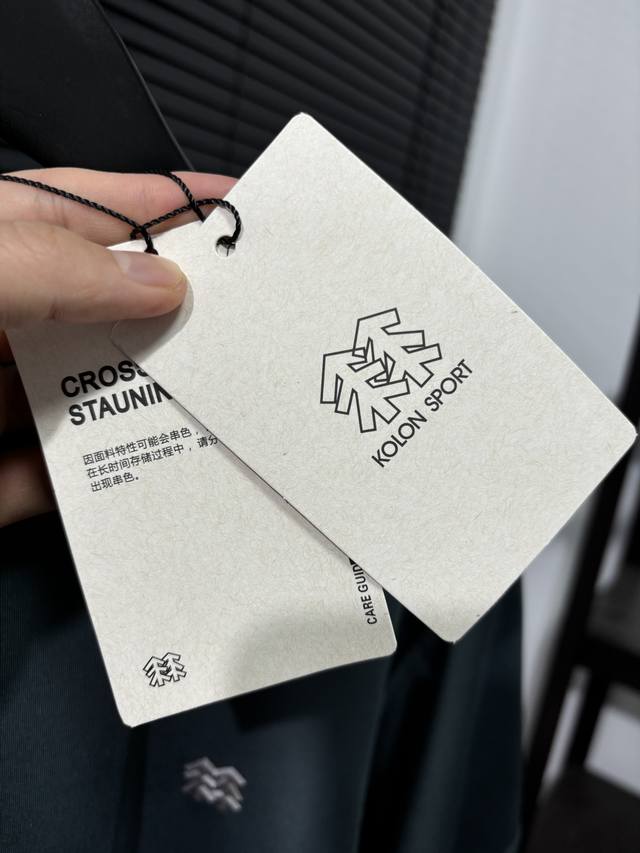 KOLON SPORT
CROSS
STAUNIN
因面料特性可能会串色，
在长时间存储过程中，请分
出现串色。
CARE GUID